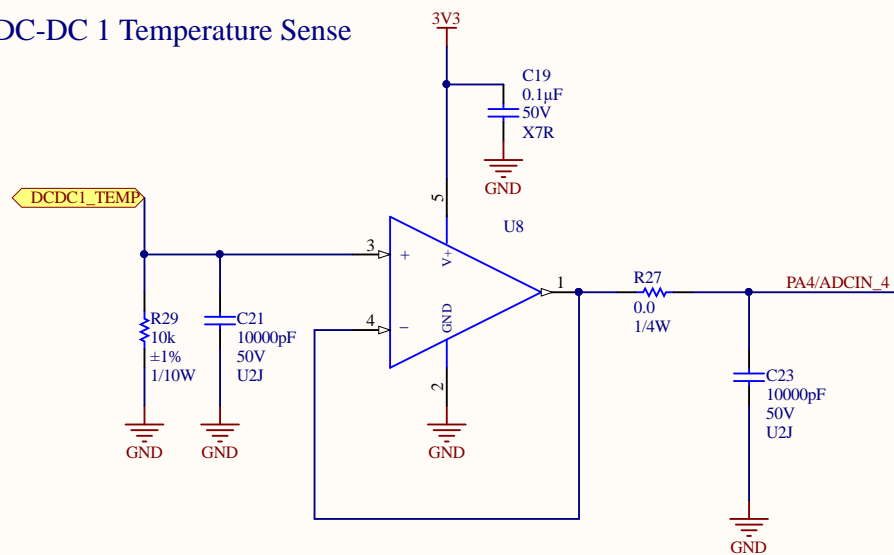 DC-DC 1 Temperature Sense
3V3
C19
0.1µF
50V
X7R
GND
DCDC1_TEMP
5
U8
3
+
V+
1
R27
0.0
1/4W
PA4/ADCIN_4
4
−
GND
2
R29
10k
±1%
1/10W
C21
10000pF
50V
U2J
C23
10000pF
50V
U2J
GND
GND
GND
GND